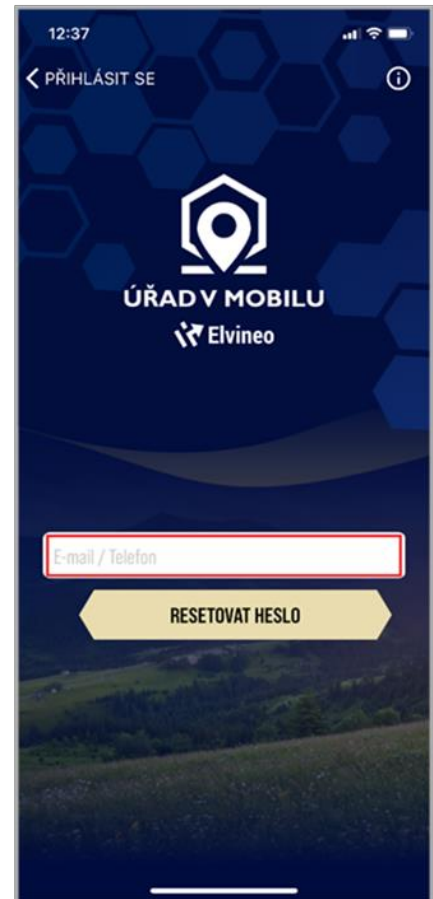 12:37
PŘIHLÁSIT SE
ÚŘAD V MOBILU
Elvineo
E-mail / Telefon
RESETOVAT HESLO